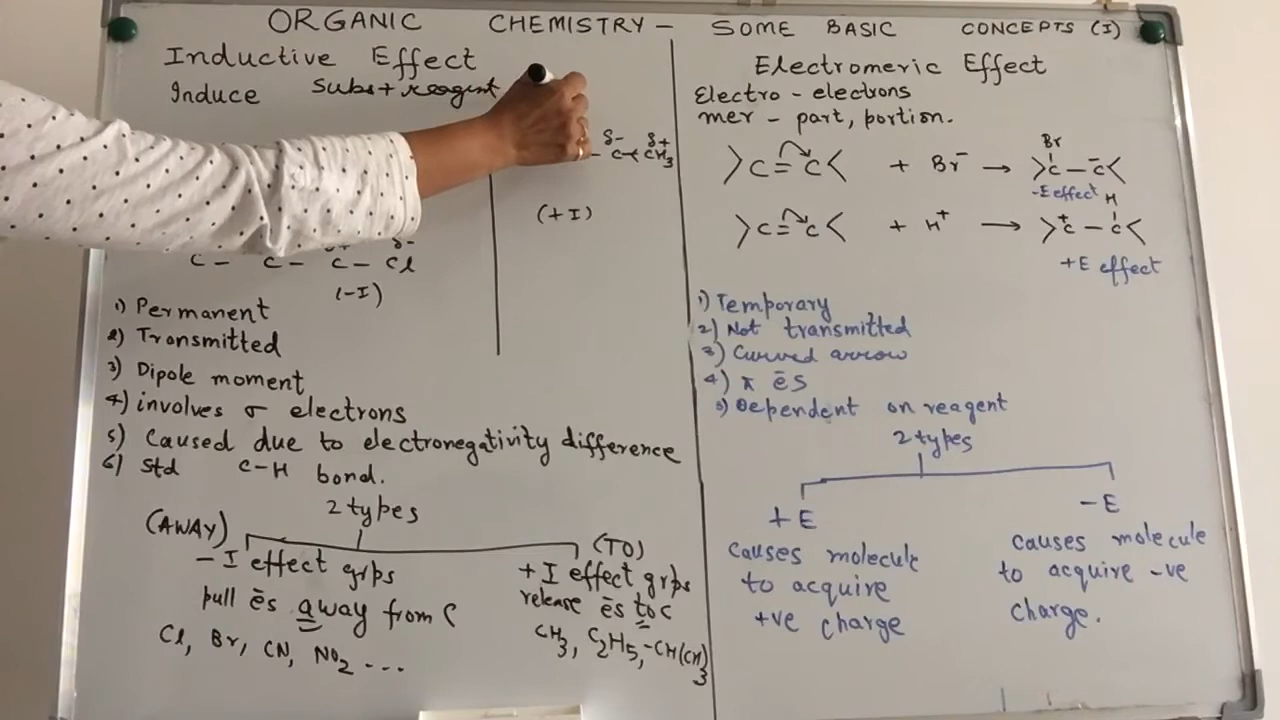 ORGANIC CHEMISTRY – SOME BASIC CONCEPTS (I)
Inductive Effect
Induce Subs + reagent
– C δ- CH3 δ+
(+I)
C – C – C δ+ – Cl δ-
(-I)
1) Permanent
2) Transmitted
3) Dipole moment
4) involves σ electrons
5) Caused due to electronegativity difference
6) Std C–H bond.
2 types
(AWAY) (TO)
– I effect grps
pull ēs away from C
Cl, Br, CN, NO2 ....
+ I effect grps
release ēs to C
CH3, C2H5, –CH(CH)3
Electromeric Effect
Electro - electrons
mer - part, portion.
>C=C< + Br- → >C–C̄< Br
-E effect
>C=C< + H+ → >C+–C< H
+E effect
1) Temporary
2) Not transmitted
3) Curved arrow
4) π ēs
5) Dependent on reagent
2 types
+ E
causes molecule
to acquire
+ve charge
– E
causes molecule
to acquire -ve
charge.